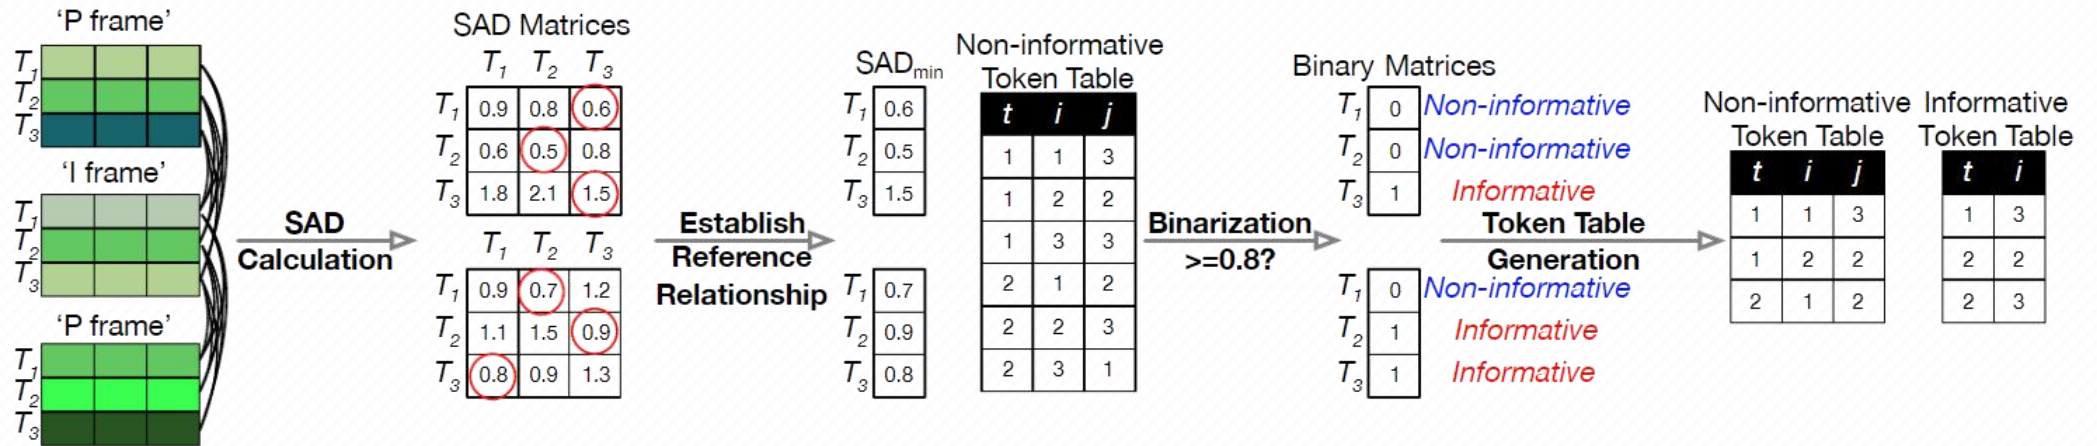 'P frame'
T1
T2
T3
'I frame'
T1
T2
T3
'P frame'
T1
T2
T3
SAD
Calculation
SAD Matrices
T1 T2 T3
T1 0.9 0.8 0.6
T2 0.6 0.5 0.8
T3 1.8 2.1 1.5
T1 T2 T3
T1 0.9 0.7 1.2
T2 1.1 1.5 0.9
T3 0.8 0.9 1.3
Establish
Reference
Relationship
SADmin
T1 0.6
T2 0.5
T3 1.5
T1 0.7
T2 0.9
T3 0.8
Non-informative
Token Table
t i j
1 1 3
1 2 2
1 3 3
2 1 2
2 2 3
2 3 1
Binarization
>=0.8?
Binary Matrices
T1 0 Non-informative
T2 0 Non-informative
T3 1 Informative
T1 0 Non-informative
T2 1 Informative
T3 1 Informative
Token Table
Generation
Non-informative
Token Table
t i j
1 1 3
1 2 2
2 1 2
Informative
Token Table
t i
1 3
2 2
2 3